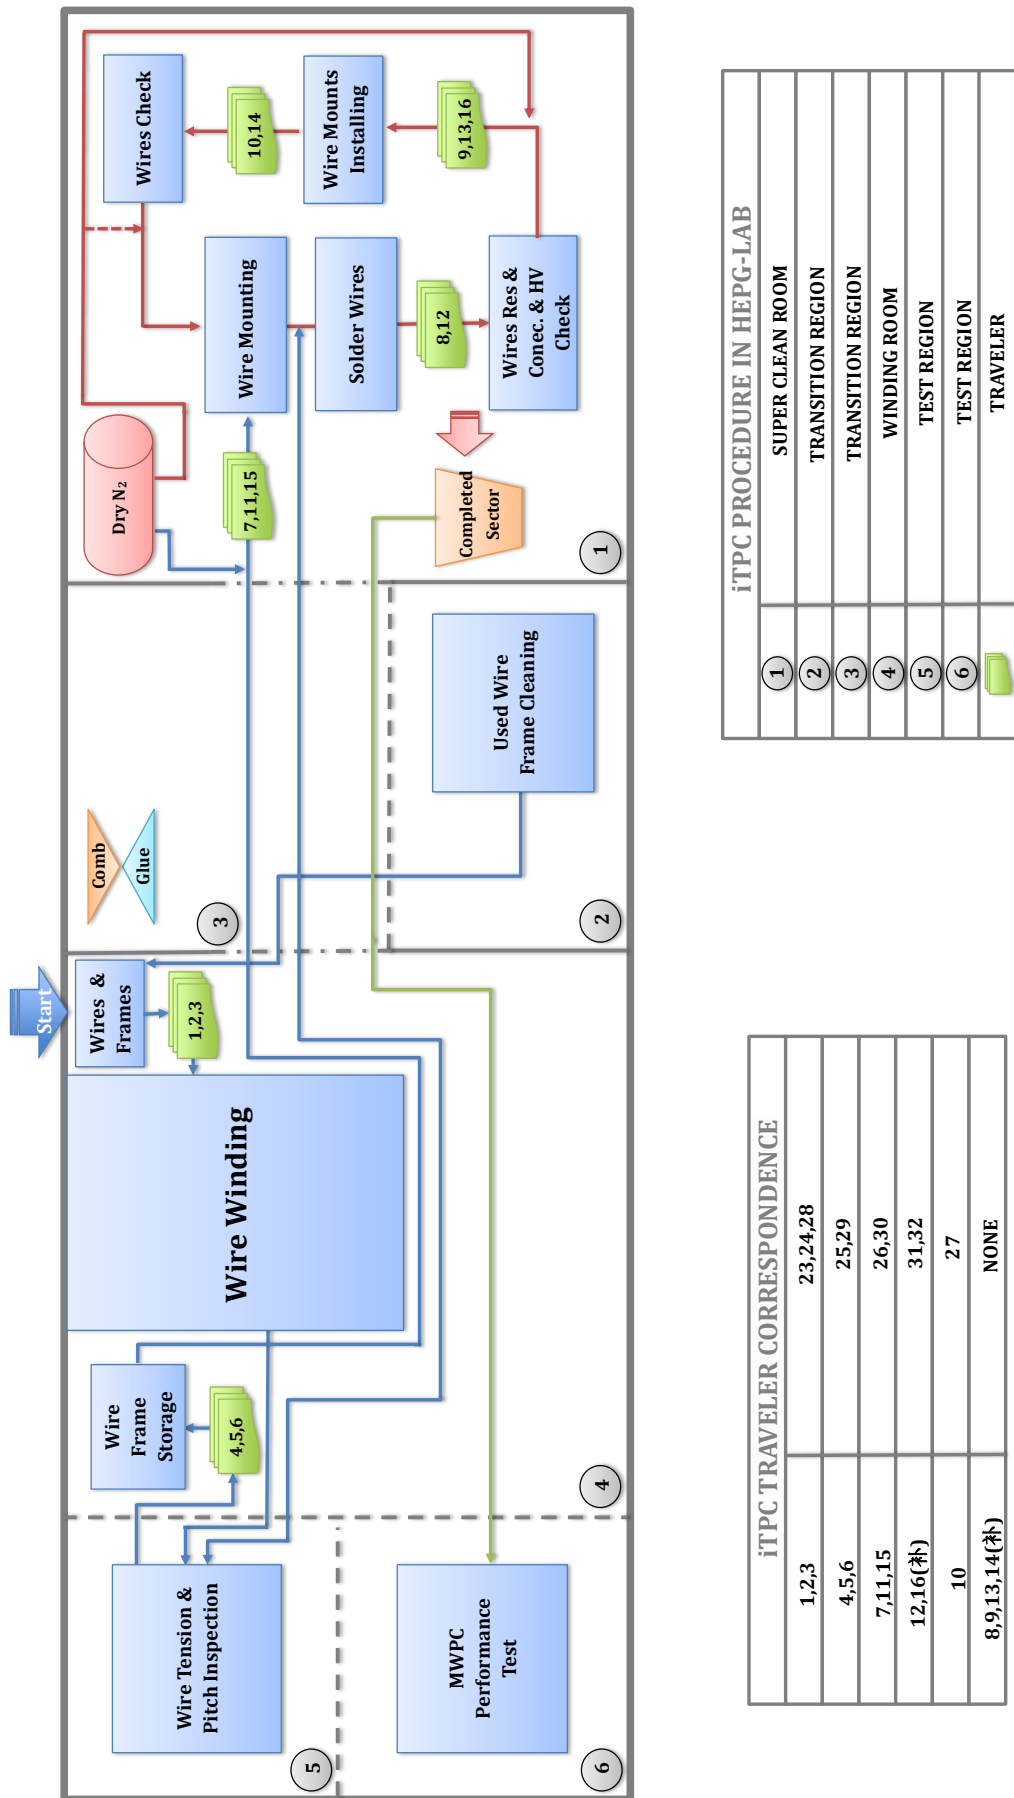 Start
Wire Tension &
Pitch Inspection
5
MWPC
Performance
Test
6
Wire
Frame
Storage
4,5,6
Wire Winding
Wires & 
Frames
1,2,3
4
Comb
Glue
3
Used Wire
Frame Cleaning
2
Dry N₂
7,11,15
Wires Check
10,14
Wire Mounts
Installing
9,13,16
Wire Mounting
Solder Wires
8,12
Wires Res &
Conec. & HV
Check
Completed
Sector
1
iTPC TRAVELER CORRESPONDENCE
1,2,3 23,24,28
4,5,6 25,29
7,11,15 26,30
12,16(补) 31,32
10 27
8,9,13,14(补) NONE
iTPC PROCEDURE IN HEPG-LAB
1 SUPER CLEAN ROOM
2 TRANSITION REGION
3 TRANSITION REGION
4 WINDING ROOM
5 TEST REGION
6 TEST REGION
TRAVELER